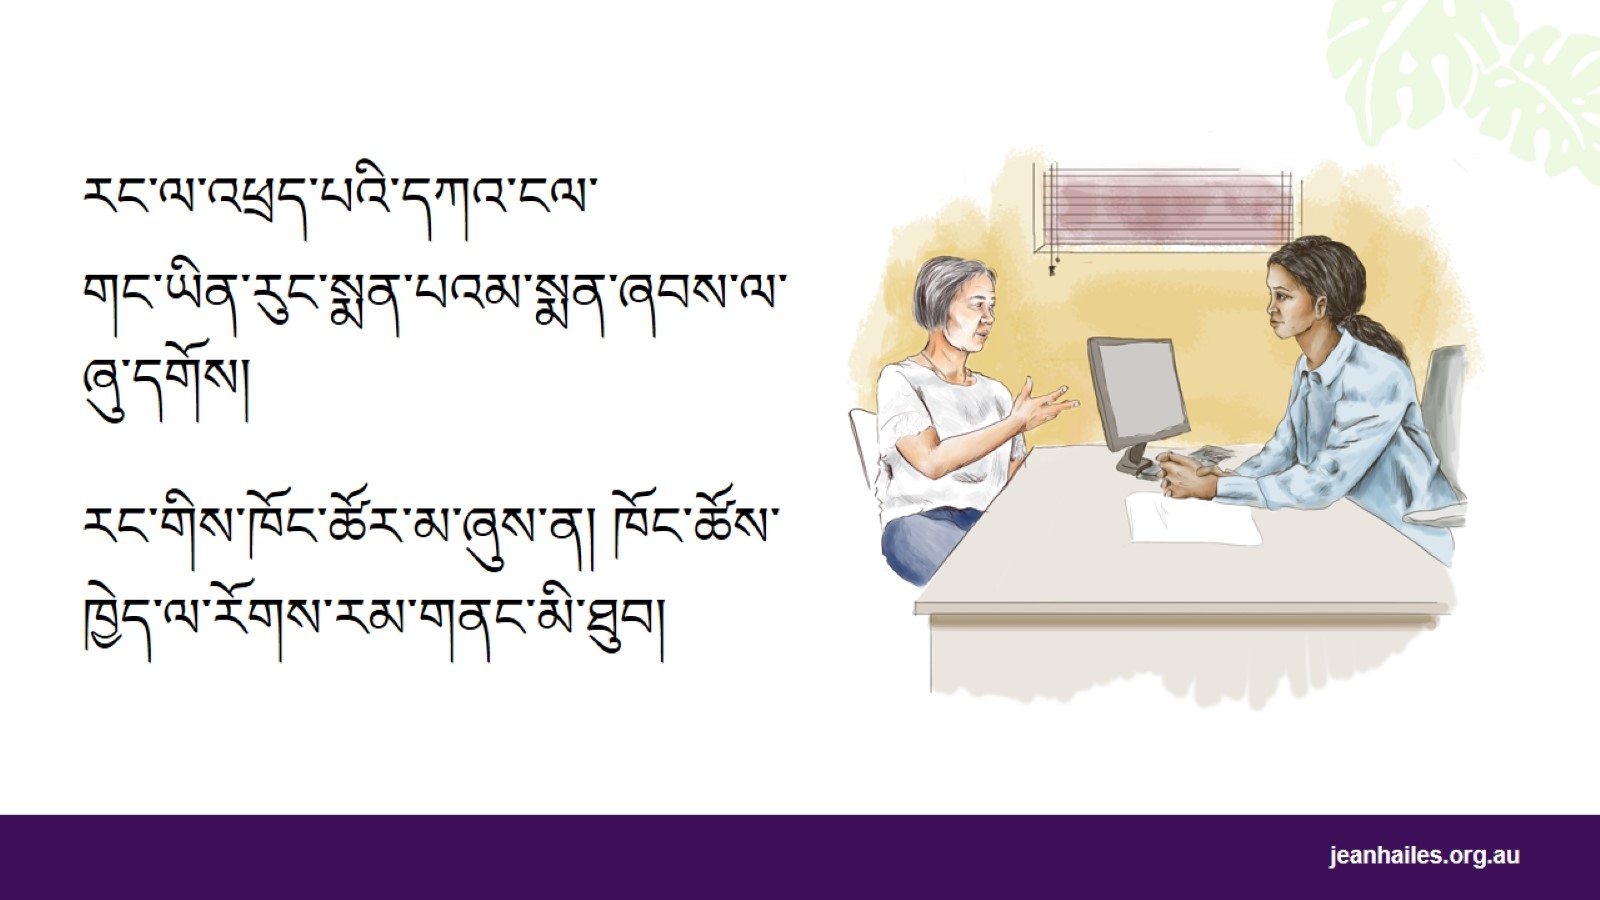 རང་ལ་འཕྲད་པའི་དཀའ་ངལ་
གང་ཡིན་རུང་སྨན་པའམ་སྨན་ཞབས་ལ་
ཞུ་དགོས།
རང་གིས་ཁོང་ཚོར་མ་ཞུས་ན། ཁོང་ཚོས་
ཁྱེད་ལ་རོགས་རམ་གནང་མི་ཐུབ།
jeanhailes.org.au